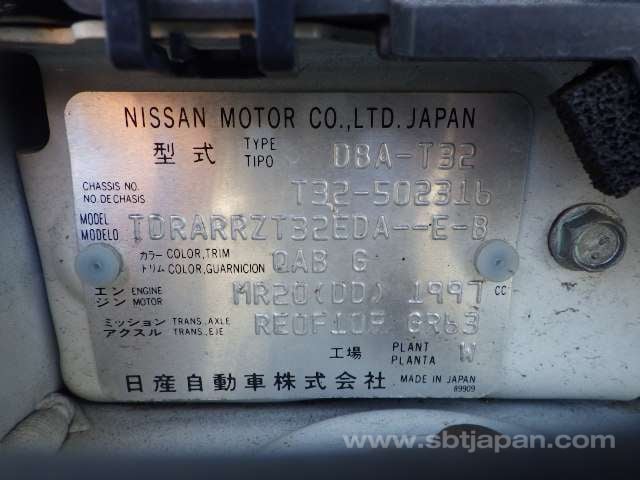 NISSAN MOTOR CO.,LTD. JAPAN
型式 TYPE TIPO DBA-T32
CHASSIS NO. NO. DE CHASIS T32-502316
MODEL MODELO TDRARRZT32EDA--E-B
カラー COLOR,TRIM トリム COLOR,GUARNICION QAB G
エンジン ENGINE MOTOR MR20(DD) 1997 cc
ミッション アクスル TRANS.,AXLE TRANS.,EJE RE0F10F GR63
工場 PLANT PLANTA W
日産自動車株式会社 MADE IN JAPAN
89909
www.sbtjapan.com